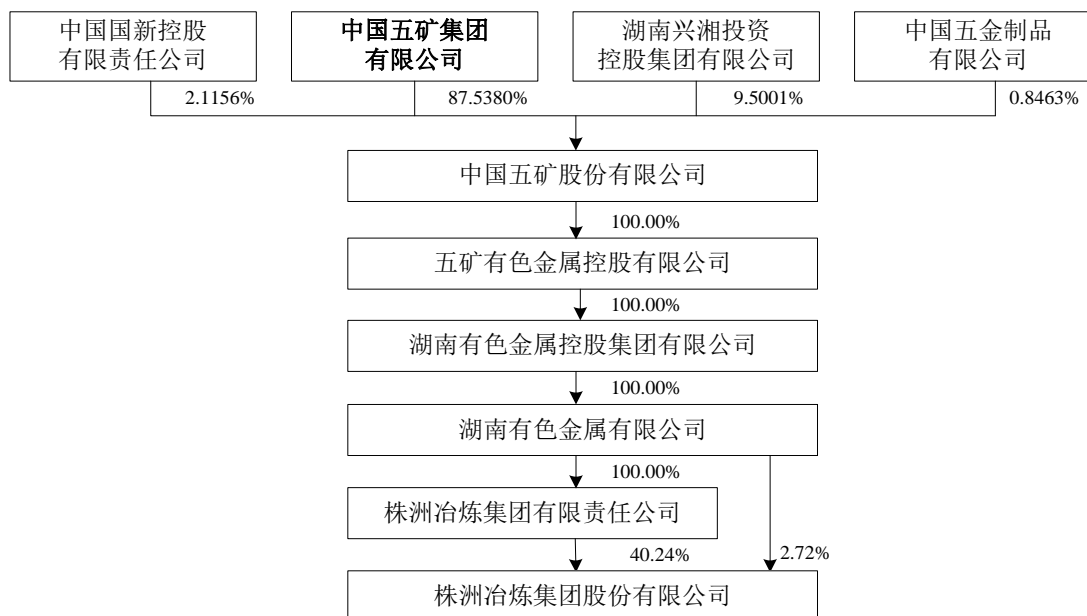 中国国新控股
有限责任公司
中国五矿集团
有限公司
湖南兴湘投资
控股集团有限公司
中国五金制品
有限公司
2.1156%
87.5380%
9.5001%
0.8463%
中国五矿股份有限公司
100.00%
五矿有色金属控股有限公司
100.00%
湖南有色金属控股集团有限公司
100.00%
湖南有色金属有限公司
100.00%
株洲冶炼集团有限责任公司
40.24%
2.72%
株洲冶炼集团股份有限公司